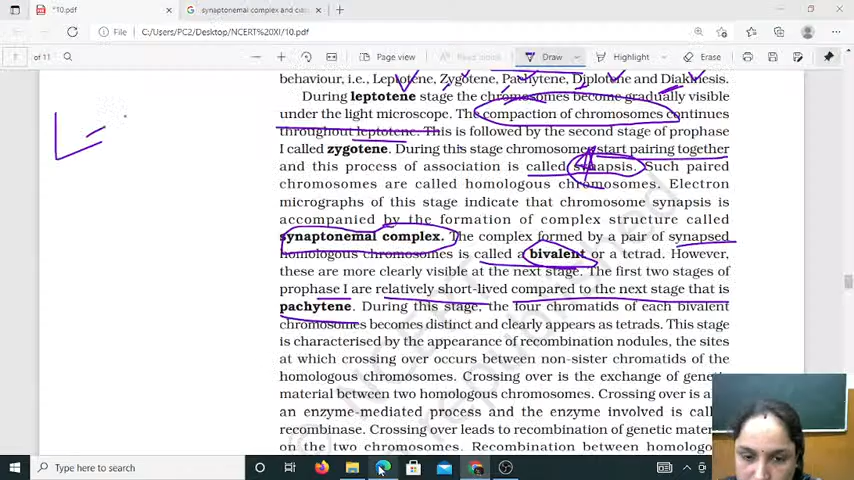 *10.pdf
synaptonemal complex and cros
File
C:/Users/PC2/Desktop/NCERT XI/10.pdf
of 11
Page view
Read aloud
Draw
Highlight
Erase
behaviour, i.e., Leptotene, Zygotene, Pachytene, Diplotene and Diakinesis.
During leptotene stage the chromosomes become gradually visible
under the light microscope. The compaction of chromosomes continues
throughout leptotene. This is followed by the second stage of prophase
I called zygotene. During this stage chromosomes start pairing together
and this process of association is called synapsis. Such paired
chromosomes are called homologous chromosomes. Electron
micrographs of this stage indicate that chromosome synapsis is
accompanied by the formation of complex structure called
synaptonemal complex. The complex formed by a pair of synapsed
homologous chromosomes is called a bivalent or a tetrad. However,
these are more clearly visible at the next stage. The first two stages of
prophase I are relatively short-lived compared to the next stage that is
pachytene. During this stage, the four chromatids of each bivalent
chromosomes becomes distinct and clearly appears as tetrads. This stage
is characterised by the appearance of recombination nodules, the sites
at which crossing over occurs between non-sister chromatids of the
homologous chromosomes. Crossing over is the exchange of genetic
material between two homologous chromosomes. Crossing over is a
an enzyme-mediated process and the enzyme involved is calle
recombinase. Crossing over leads to recombination of genetic mater
on the two chromosomes. Recombination between homologo
Type here to search